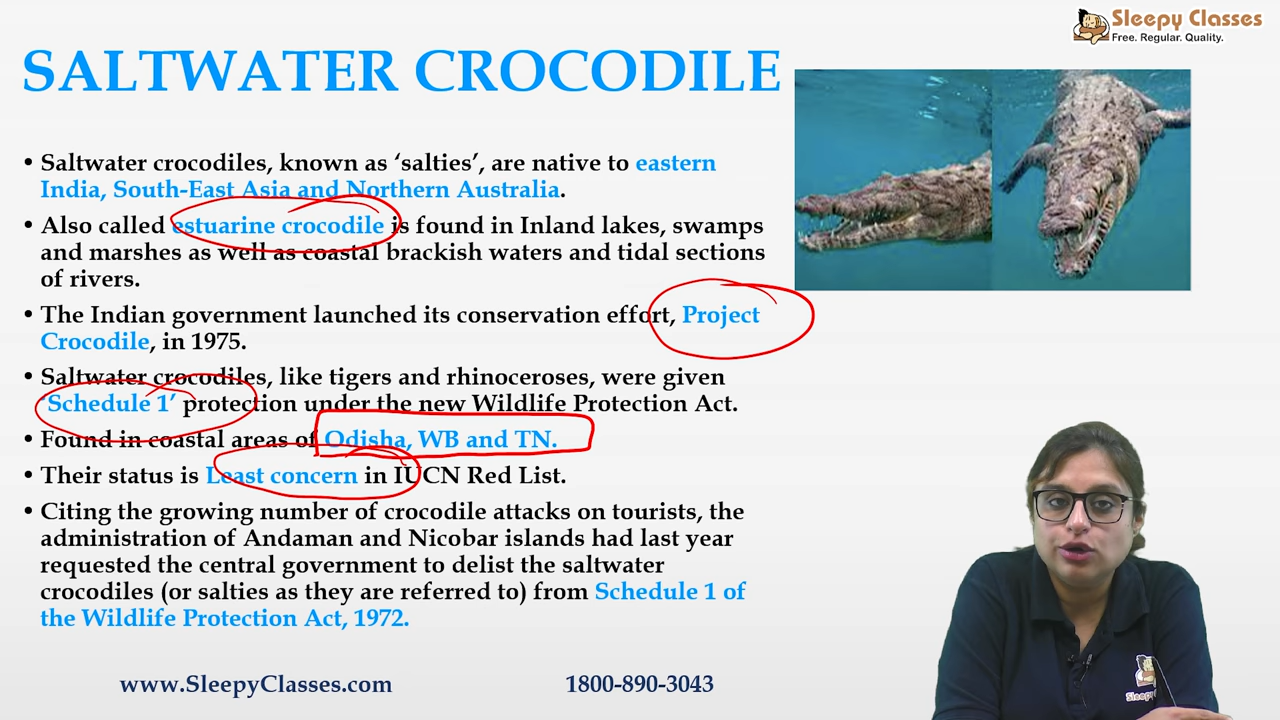 Sleepy Classes
Free. Regular. Quality.
SALTWATER CROCODILE
• Saltwater crocodiles, known as ‘salties’, are native to eastern
India, South-East Asia and Northern Australia.
• Also called estuarine crocodile is found in Inland lakes, swamps
and marshes as well as coastal brackish waters and tidal sections
of rivers.
• The Indian government launched its conservation effort, Project
Crocodile, in 1975.
• Saltwater crocodiles, like tigers and rhinoceroses, were given
‘Schedule 1’ protection under the new Wildlife Protection Act.
• Found in coastal areas of Odisha, WB and TN.
• Their status is Least concern in IUCN Red List.
• Citing the growing number of crocodile attacks on tourists, the
administration of Andaman and Nicobar islands had last year
requested the central government to delist the saltwater
crocodiles (or salties as they are referred to) from Schedule 1 of
the Wildlife Protection Act, 1972.
www.SleepyClasses.com
1800-890-3043